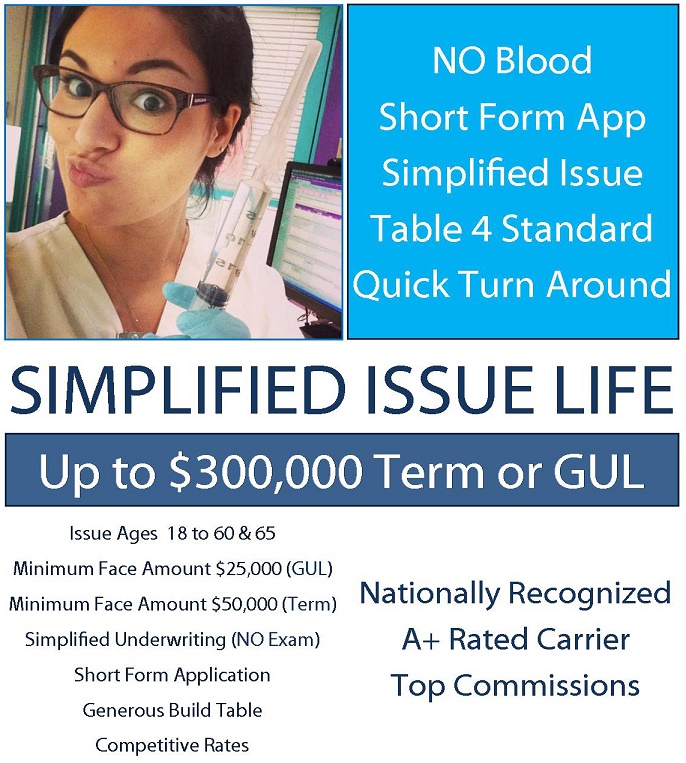 NO Blood
Short Form App
Simplified Issue
Table 4 Standard
Quick Turn Around
SIMPLIFIED ISSUE LIFE
Up to $300,000 Term or GUL
Issue Ages 18 to 60 & 65
Minimum Face Amount $25,000 (GUL)
Minimum Face Amount $50,000 (Term)
Simplified Underwriting (NO Exam)
Short Form Application
Generous Build Table
Competitive Rates
Nationally Recognized
A+ Rated Carrier
Top Commissions